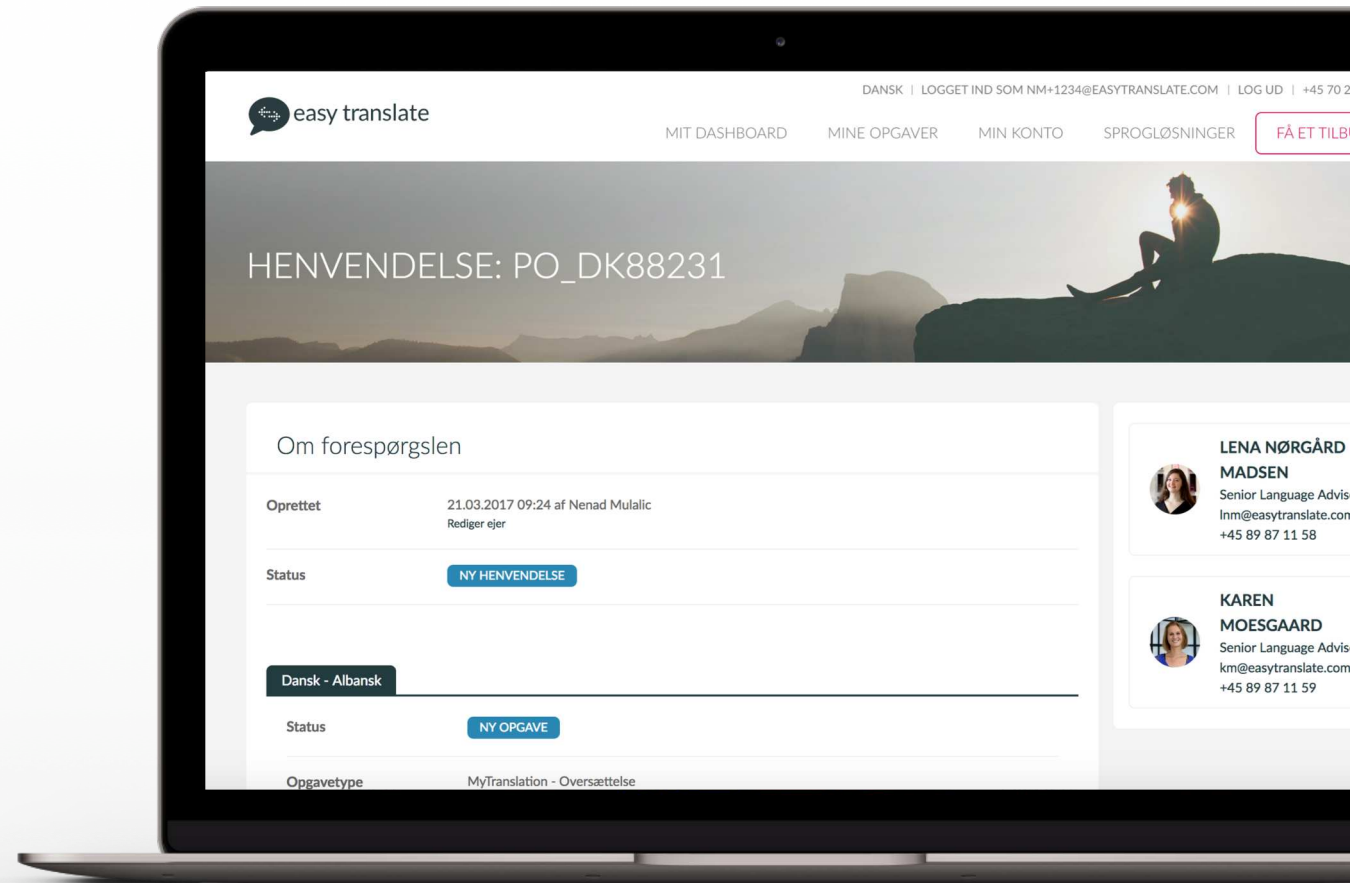 easy translate
DANSK | LOGGET IND SOM NM+1234@EASYTRANSLATE.COM | LOG UD | +45 70 2
MIT DASHBOARD MINE OPGAVER MIN KONTO SPROGLØSNINGER FÅ ET TILBU
HENVENDELSE: PO_DK88231
Om forespørgslen
Oprettet 21.03.2017 09:24 af Nenad Mulalic
Rediger ejer
Status NY HENVENDELSE
Dansk - Albansk
Status NY OPGAVE
Opgavetype MyTranslation - Oversættelse
LENA NØRGÅRD
MADSEN
Senior Language Advis
lnm@easytranslate.com
+45 89 87 11 58
KAREN
MOESGAARD
Senior Language Advis
km@easytranslate.com
+45 89 87 11 59